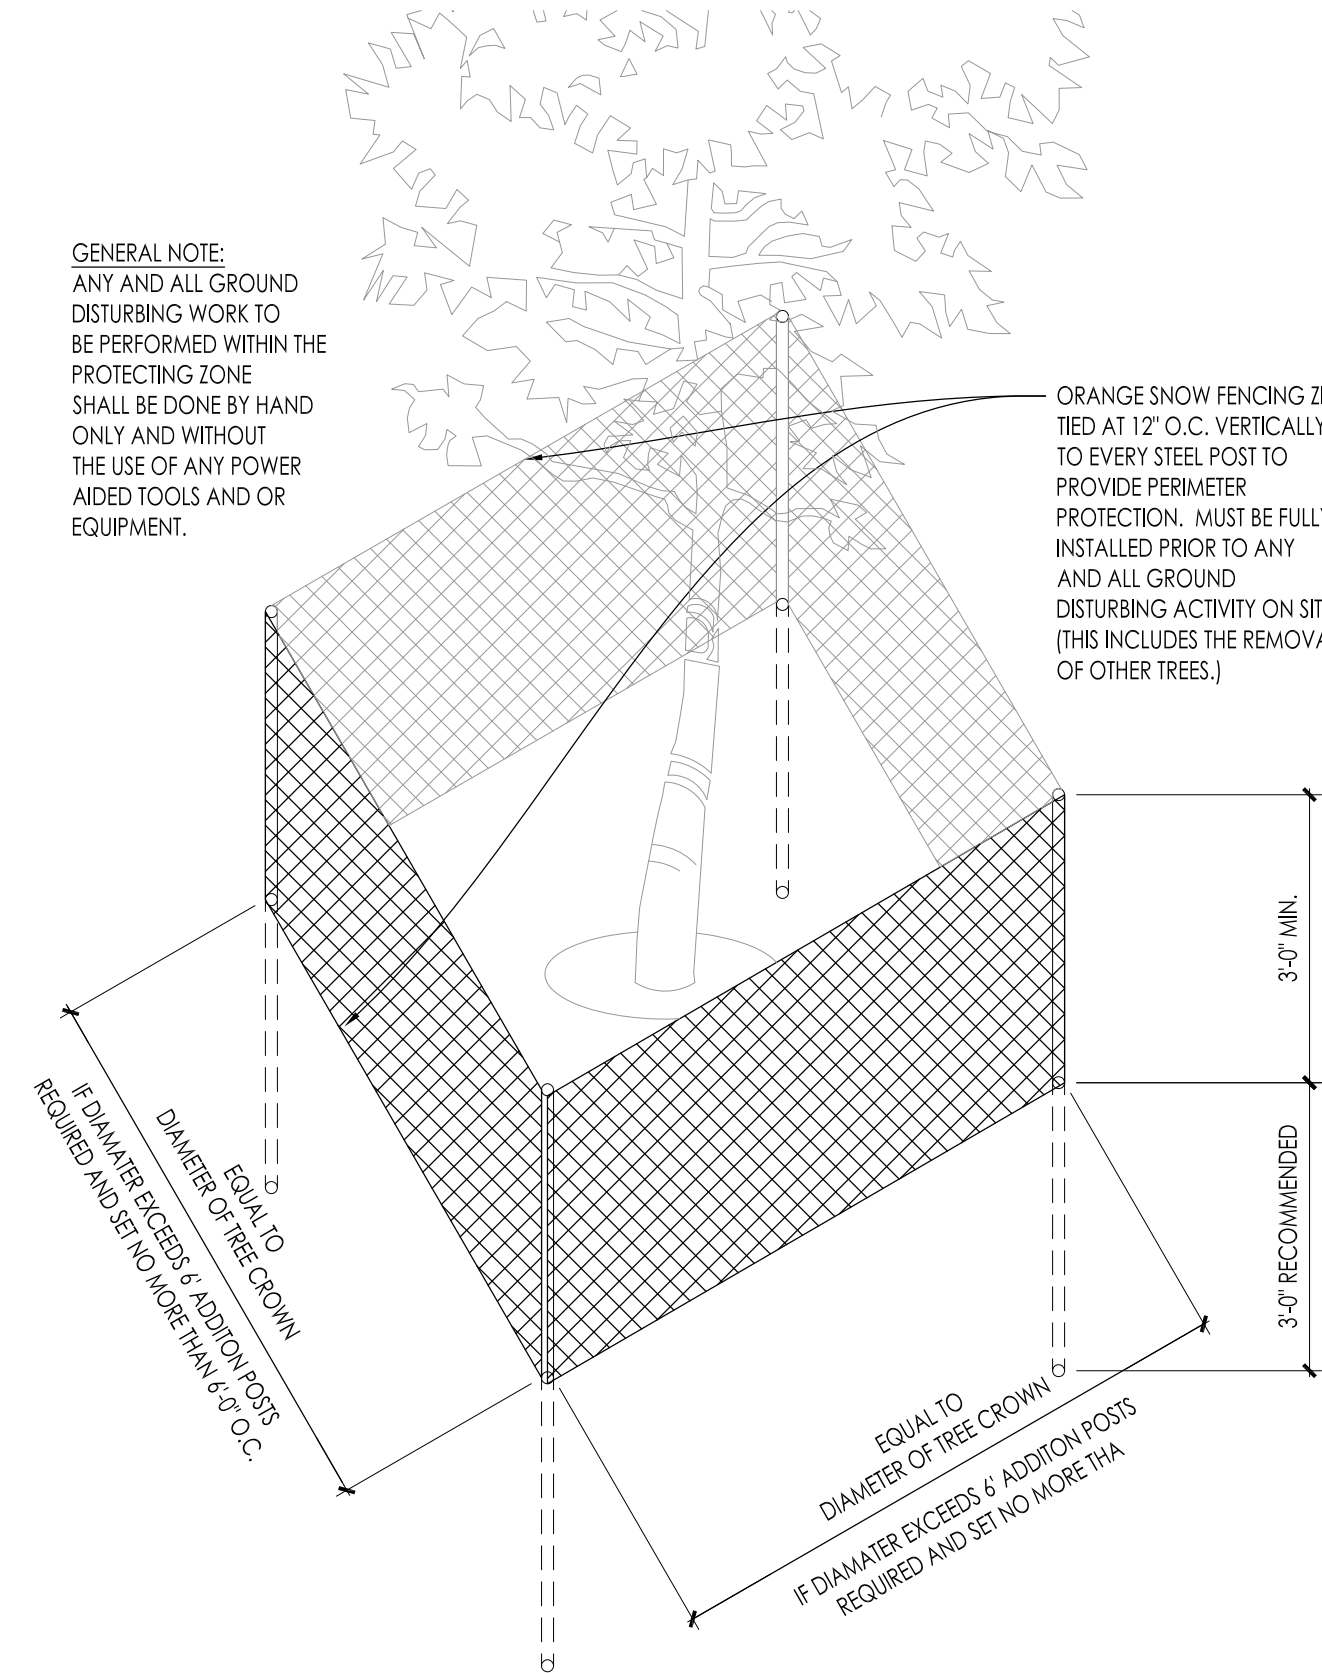 GENERAL NOTE:
ANY AND ALL GROUND
DISTURBING WORK TO
BE PERFORMED WITHIN THE
PROTECTING ZONE
SHALL BE DONE BY HAND
ONLY AND WITHOUT
THE USE OF ANY POWER
AIDED TOOLS AND OR
EQUIPMENT.
ORANGE SNOW FENCING
TIED AT 12" O.C. VERTICALLY
TO EVERY STEEL POST TO
PROVIDE PERIMETER
PROTECTION. MUST BE FULLY
INSTALLED PRIOR TO ANY
AND ALL GROUND
DISTURBING ACTIVITY ON
(THIS INCLUDES THE
OF OTHER TREES.)
3'-0" MIN.
3'-0" RECOMMENDED
EQUAL TO
DIAMETER OF TREE CROWN
IF DIAMATER EXCEEDS 6' ADDITON POSTS
REQUIRED AND SET NO MORE THAN 6'-0" O.C.
EQUAL TO
DIAMETER OF TREE CROWN
IF DIAMATER EXCEEDS 6' ADDITON POSTS
REQUIRED AND SET NO MORE THA